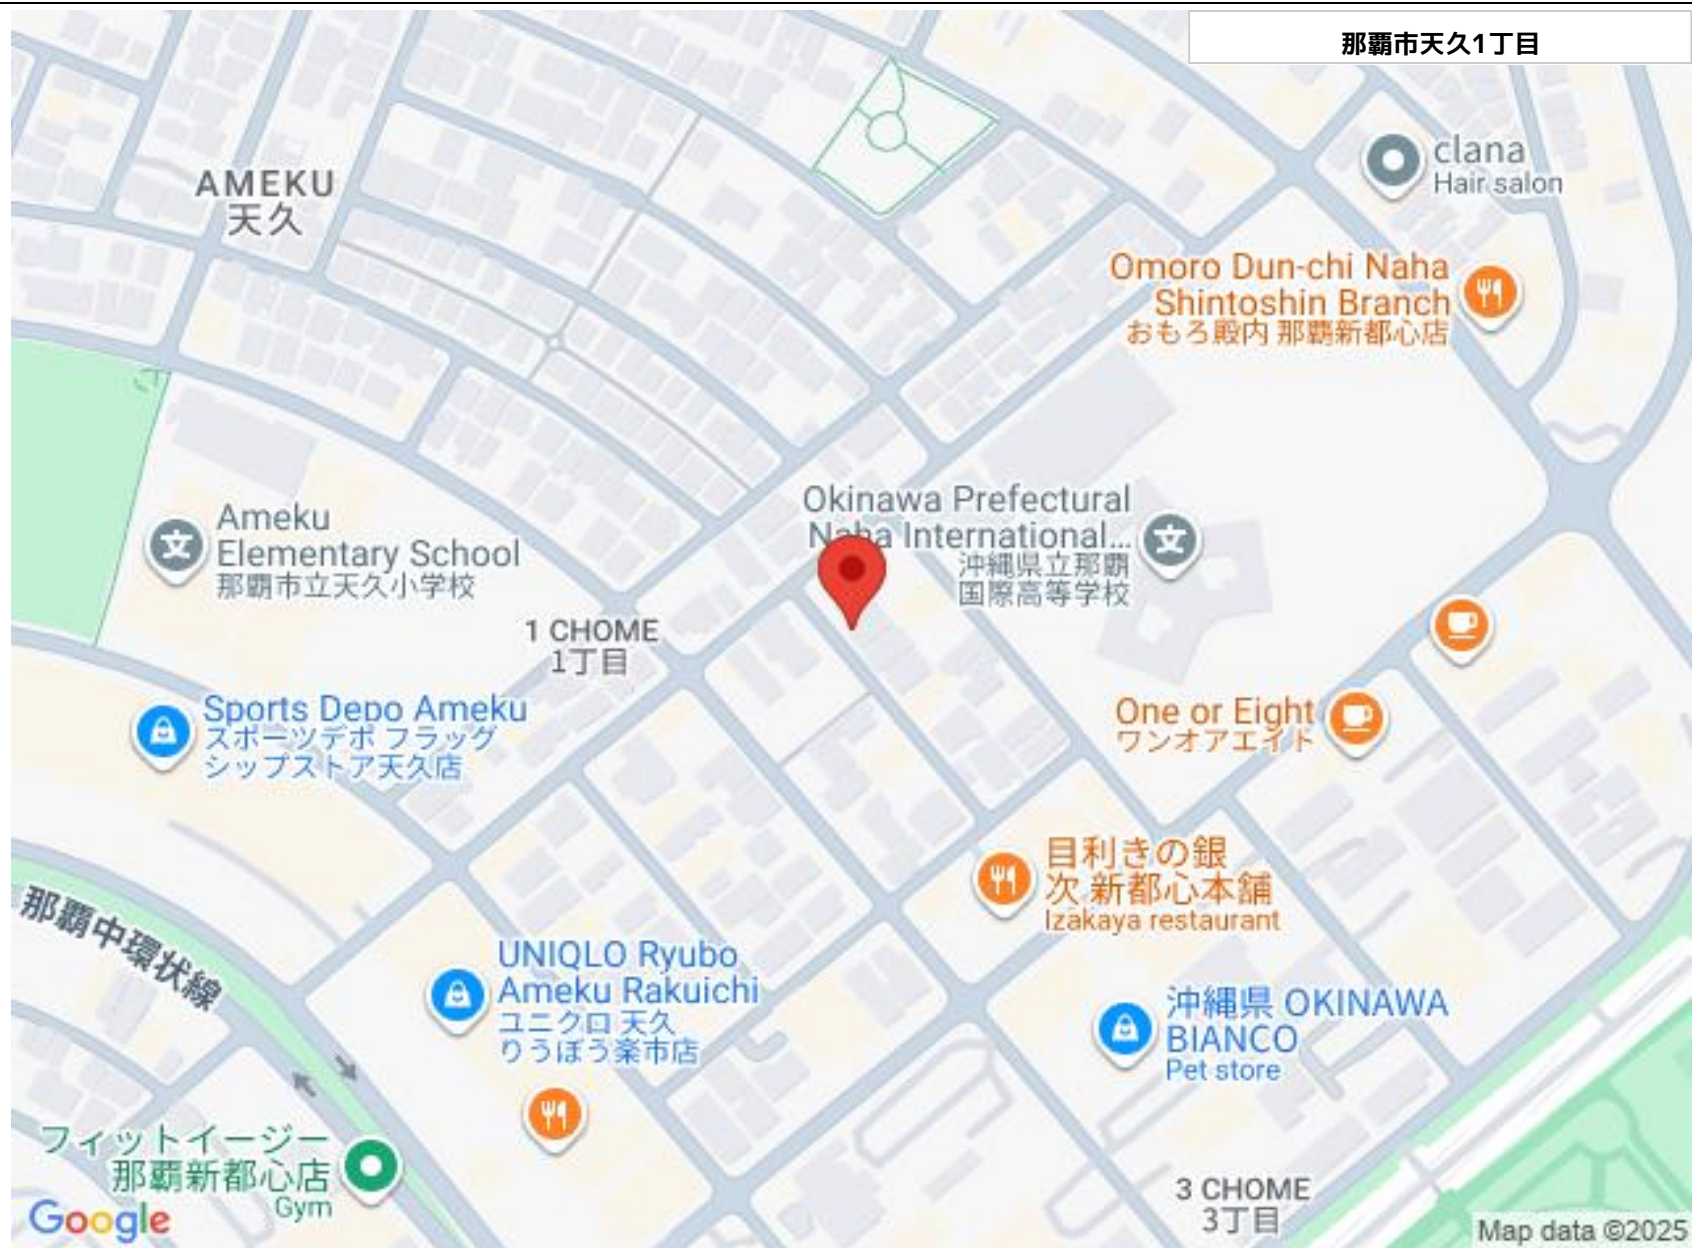 那覇市天久1丁目
clana
Hair salon
AMEKU
天久
Omoro Dun-chi Naha
Shintoshin Branch
おもろ殿内 那覇新都心店
Okinawa Prefectural
Naha International...
沖縄県立那覇
国際高等学校
Ameku
Elementary School
那覇市立天久小学校
1 CHOME
1丁目
Sports Depo Ameku
スポーツデポ フラッグ
シップストア天久店
One or Eight
ワンオアエイト
目利きの銀
次 新都心本舗
Izakaya restaurant
那覇中環状線
UNIQLO Ryubo
Ameku Rakuichi
ユニクロ 天久
りうぼう楽市店
沖縄県 OKINAWA
BIANCO
Pet store
フィットイージー
那覇新都心店
Gym
3 CHOME
3丁目
Google
Map data ©2025